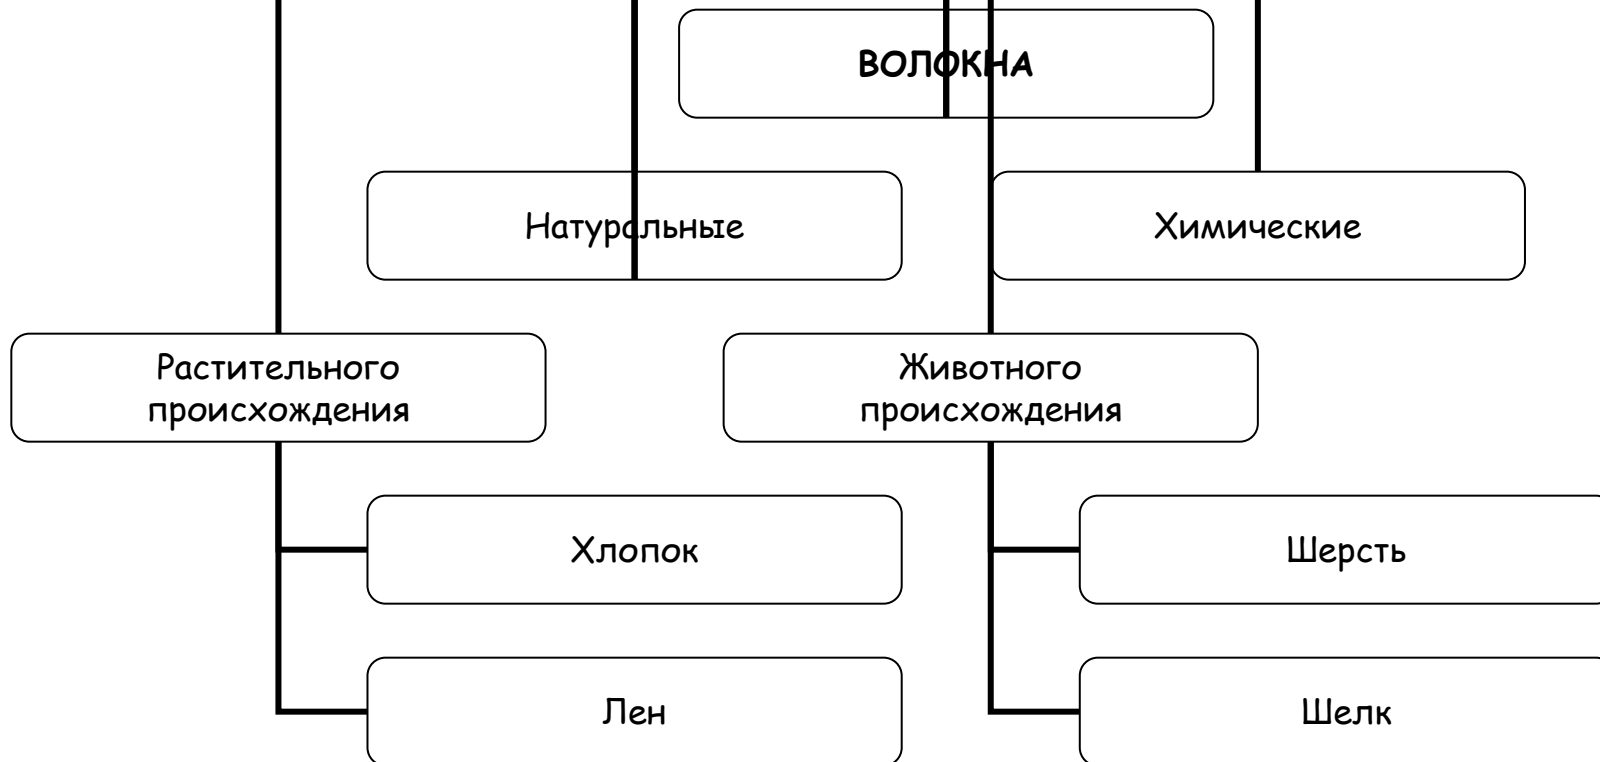 ВОЛОКНА
Натуральные
Химические
Растительного
происхождения
Животного
происхождения
Хлопок
Шерсть
Лен
Шелк